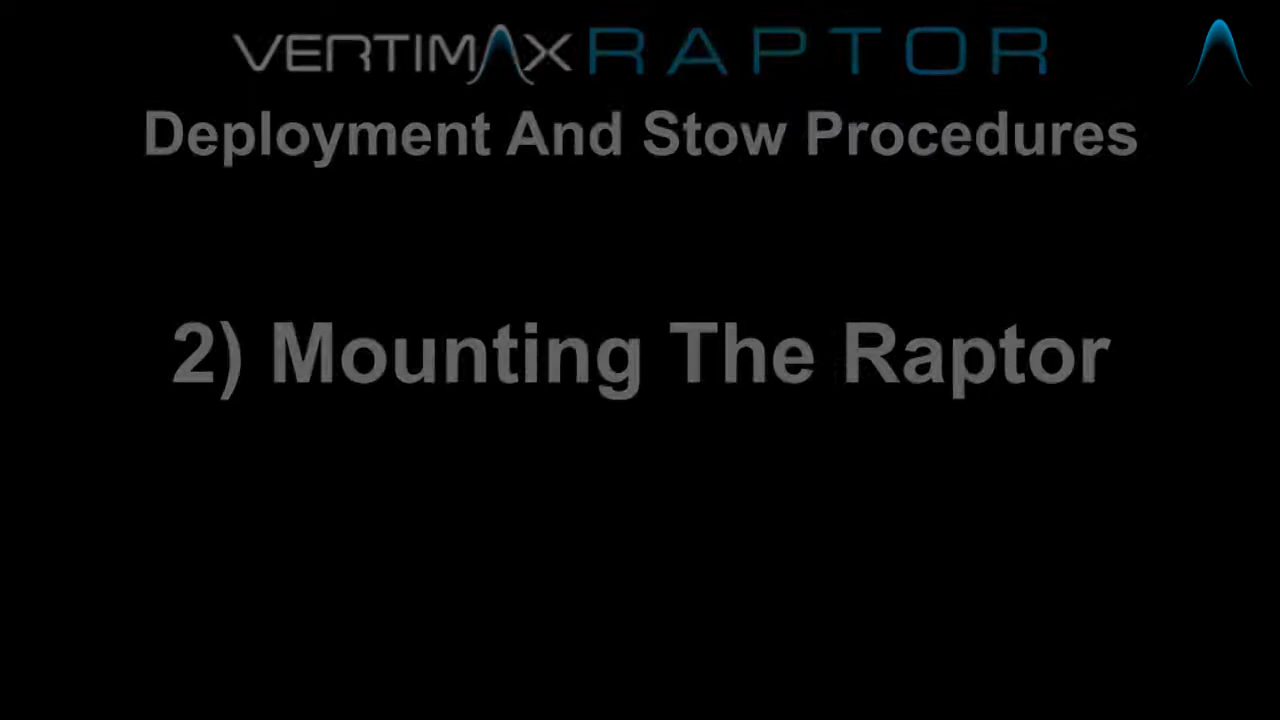 VERTIMAX RAPTOR
Deployment And Stow Procedures
2) Mounting The Raptor